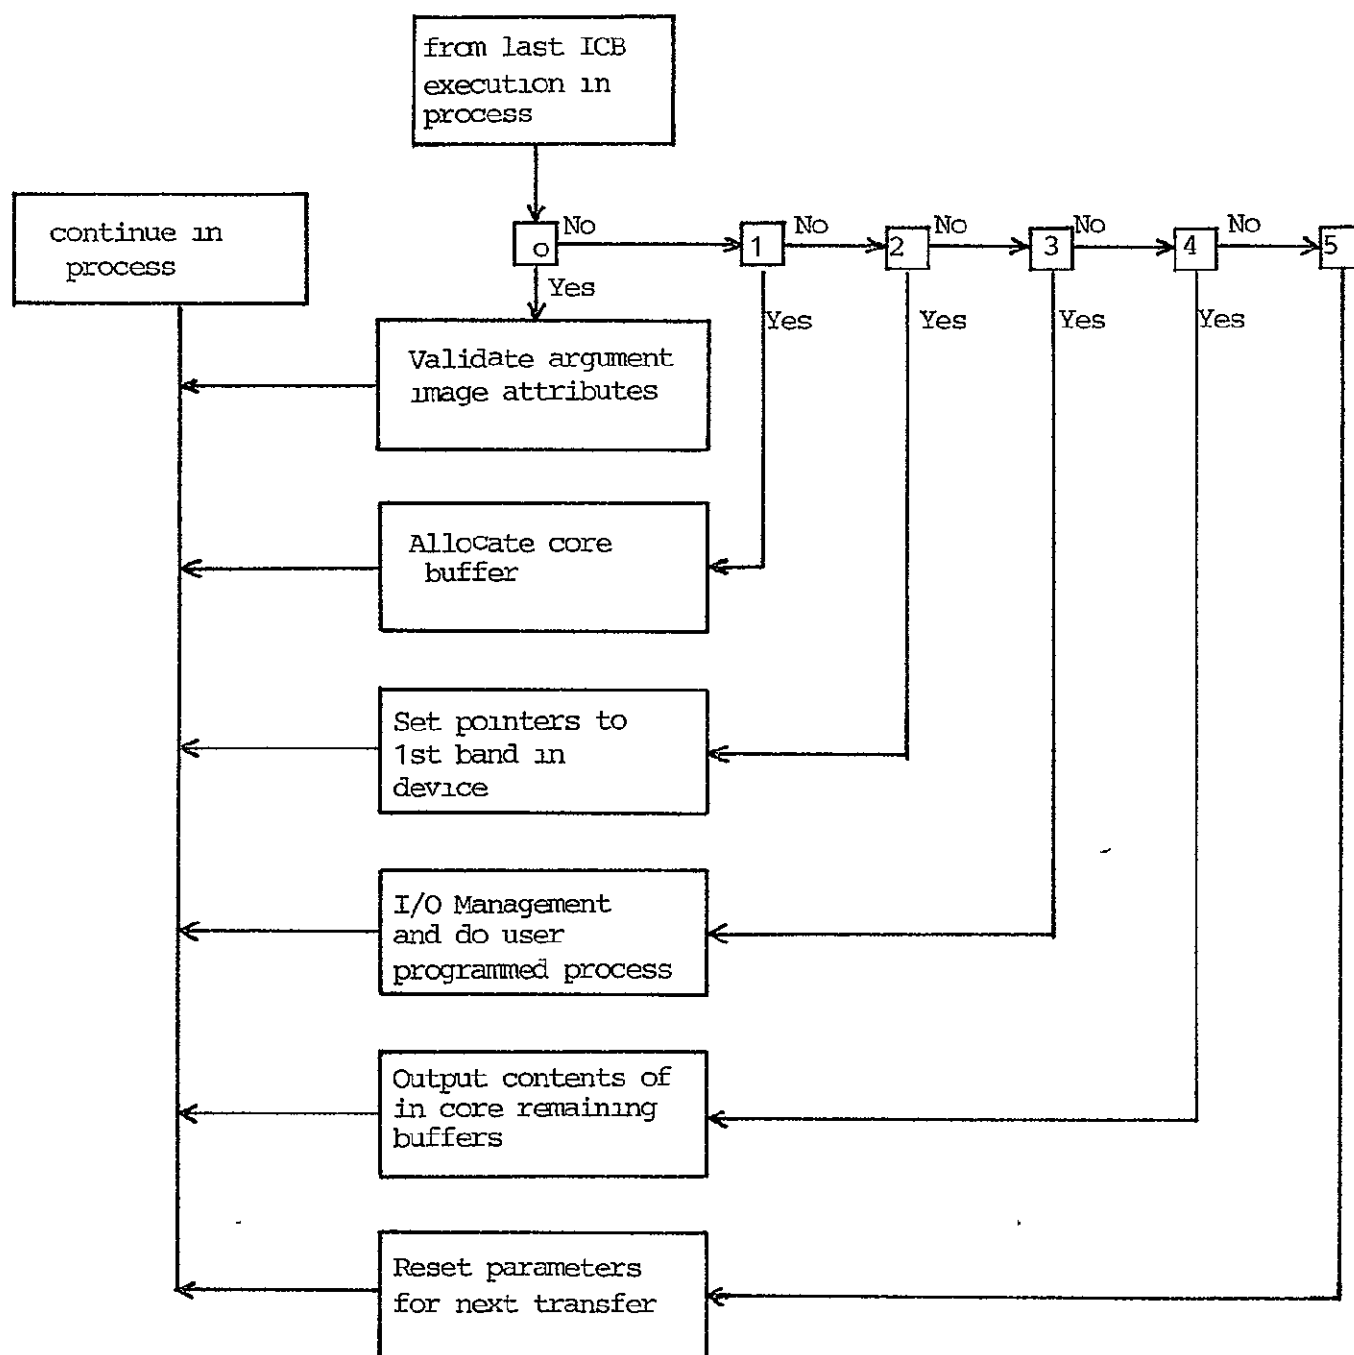 from last ICB
execution in
process
continue in
process
o
No
1
No
2
No
3
No
4
No
5
Yes
Yes
Yes
Yes
Yes
Validate argument
image attributes
Allocate core
buffer
Set pointers to
1st band in
device
I/O Management
and do user
programmed process
Output contents of
in core remaining
buffers
Reset parameters
for next transfer